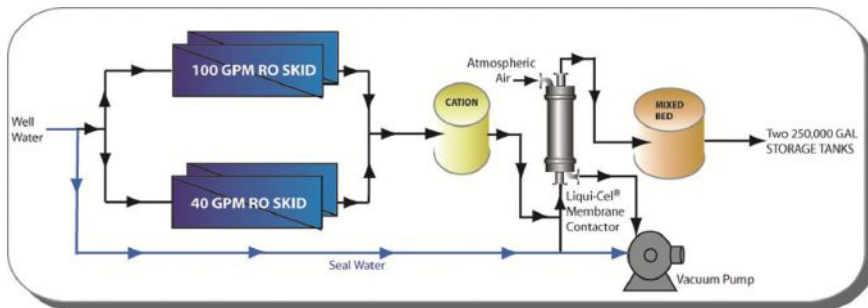 100 GPM RO SKID
Atmospheric
Air
CATION
MIXED
BED
Well
Water
Two 250,000 GAL
STORAGE TANKS
40 GPM RO SKID
Liqui-Cel®
Membrane
Contactor
Seal Water
Vacuum Pump